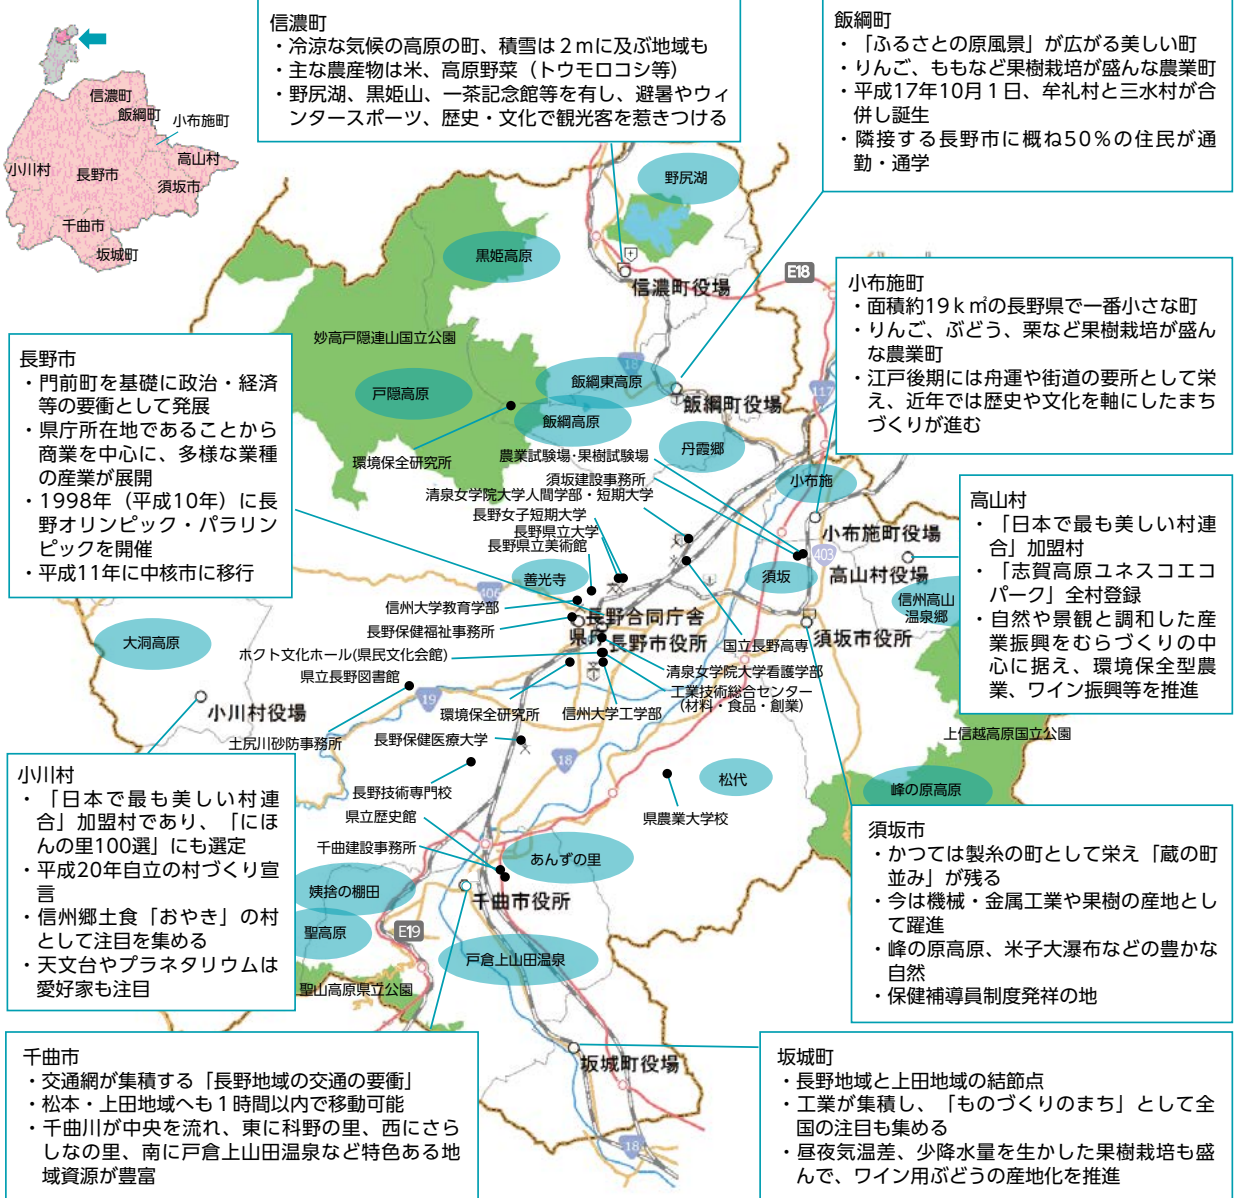 信濃町
・冷涼な気候の高原の町、積雪は２ｍに及ぶ地域も
・主な農産物は米、高原野菜（トウモロコシ等）
・野尻湖、黒姫山、一茶記念館等を有し、避暑やウィ
ンタースポーツ、歴史・文化で観光客を惹きつける
飯綱町
・「ふるさとの原風景」が広がる美しい町
・りんご、ももなど果樹栽培が盛んな農業町
・平成17年10月１日、牟礼村と三水村が合
併し誕生
・隣接する長野市に概ね50％の住民が通
勤・通学
信濃町
飯綱町
小布施町
高山村
小川村
長野市
須坂市
千曲市
坂城町
小布施町
・面積約19ｋ㎡の長野県で一番小さな町
・りんご、ぶどう、栗など果樹栽培が盛ん
な農業町
・江戸後期には舟運や街道の要所として栄
え、近年では歴史や文化を軸にしたまち
づくりが進む
長野市
・門前町を基礎に政治・経済
等の要衝として発展
・県庁所在地であることから
商業を中心に、多様な業種
の産業が展開
・1998年（平成10年）に長
野オリンピック・パラリン
ピックを開催
・平成11年に中核市に移行
高山村
・「日本で最も美しい村連
合」加盟村
・「志賀高原ユネスコエコ
パーク」全村登録
・自然や景観と調和した産
業振興をむらづくりの中
心に据え、環境保全型農
業、ワイン振興等を推進
野尻湖
黒姫高原
信濃町役場
E18
妙高戸隠連山国立公園
18
戸隠高原
飯綱東高原
飯綱町役場
117
飯綱高原
丹霞郷
環境保全研究所
農業試験場･果樹試験場
須坂建設事務所
小布施
清泉女学院大学人間学部・短期大学
長野女子短期大学
長野県立大学
長野県立美術館
小布施町役場
403
高山村役場
善光寺
須坂
406
信州高山
温泉郷
信州大学教育学部
長野合同庁舎
長野保健福祉事務所
県庁
長野市役所
国立長野高専
須坂市役所
大洞高原
ホクト文化ホール(県民文化会館)
清泉女学院大学看護学部
県立長野図書館
工業技術総合センター
(材料・食品・創業)
19
小川村役場
環境保全研究所
信州大学工学部
上信越高原国立公園
土尻川砂防事務所
長野保健医療大学
18
松代
長野技術専門校
峰の原高原
県立歴史館
県農業大学校
千曲建設事務所
あんずの里
姨捨の棚田
千曲市役所
聖高原
E19
戸倉上山田温泉
聖山高原県立公園
坂城町役場
18
小川村
・「日本で最も美しい村連
合」加盟村であり、「にほ
んの里100選」にも選定
・平成20年自立の村づくり宣
言
・信州郷土食「おやき」の村
として注目を集める
・天文台やプラネタリウムは
愛好家も注目
須坂市
・かつては製糸の町として栄え「蔵の町
並み」が残る
・今は機械・金属工業や果樹の産地とし
て躍進
・峰の原高原、米子大瀑布などの豊かな
自然
・保健補導員制度発祥の地
千曲市
・交通網が集積する「長野地域の交通の要衝」
・松本・上田地域へも１時間以内で移動可能
・千曲川が中央を流れ、東に科野の里、西にさら
しなの里、南に戸倉上山田温泉など特色ある地
域資源が豊富
坂城町
・長野地域と上田地域の結節点
・工業が集積し、「ものづくりのまち」として全
国の注目も集める
・昼夜気温差、少降水量を生かした果樹栽培も盛
んで、ワイン用ぶどうの産地化を推進